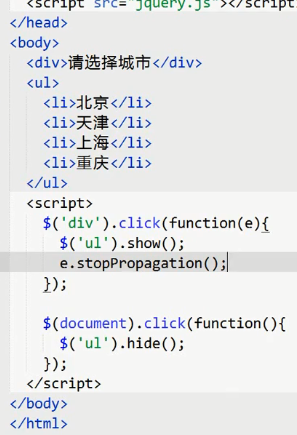 <script src="jquery.js"></script>
</head>
<body>
<div>请选择城市</div>
<ul>
<li>北京</li>
<li>天津</li>
<li>上海</li>
<li>重庆</li>
</ul>
<script>
$('div').click(function(e){
$('ul').show();
e.stopPropagation();
});
$(document).click(function(){
$('ul').hide();
});
</script>
</body>
</html>